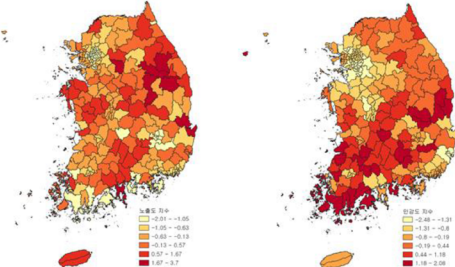 노출도 지수
-2.01 ~ -1.05
-1.05 ~ -0.63
-0.63 ~ -0.13
-0.13 ~ 0.57
0.57 ~ 1.67
1.67 ~ 3.7
민감도 지수
-2.48 ~ -1.31
-1.31 ~ -0.8
-0.8 ~ -0.19
-0.19 ~ 0.44
0.44 ~ 1.18
1.18 ~ 2.08